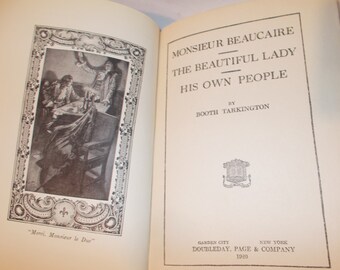 "Merci, Monsieur le Duc"
MONSIEUR BEAUCAIRE
THE BEAUTIFUL LADY
HIS OWN PEOPLE
BY
BOOTH TARKINGTON
GARDEN CITY NEW YORK
DOUBLEDAY, PAGE & COMPANY